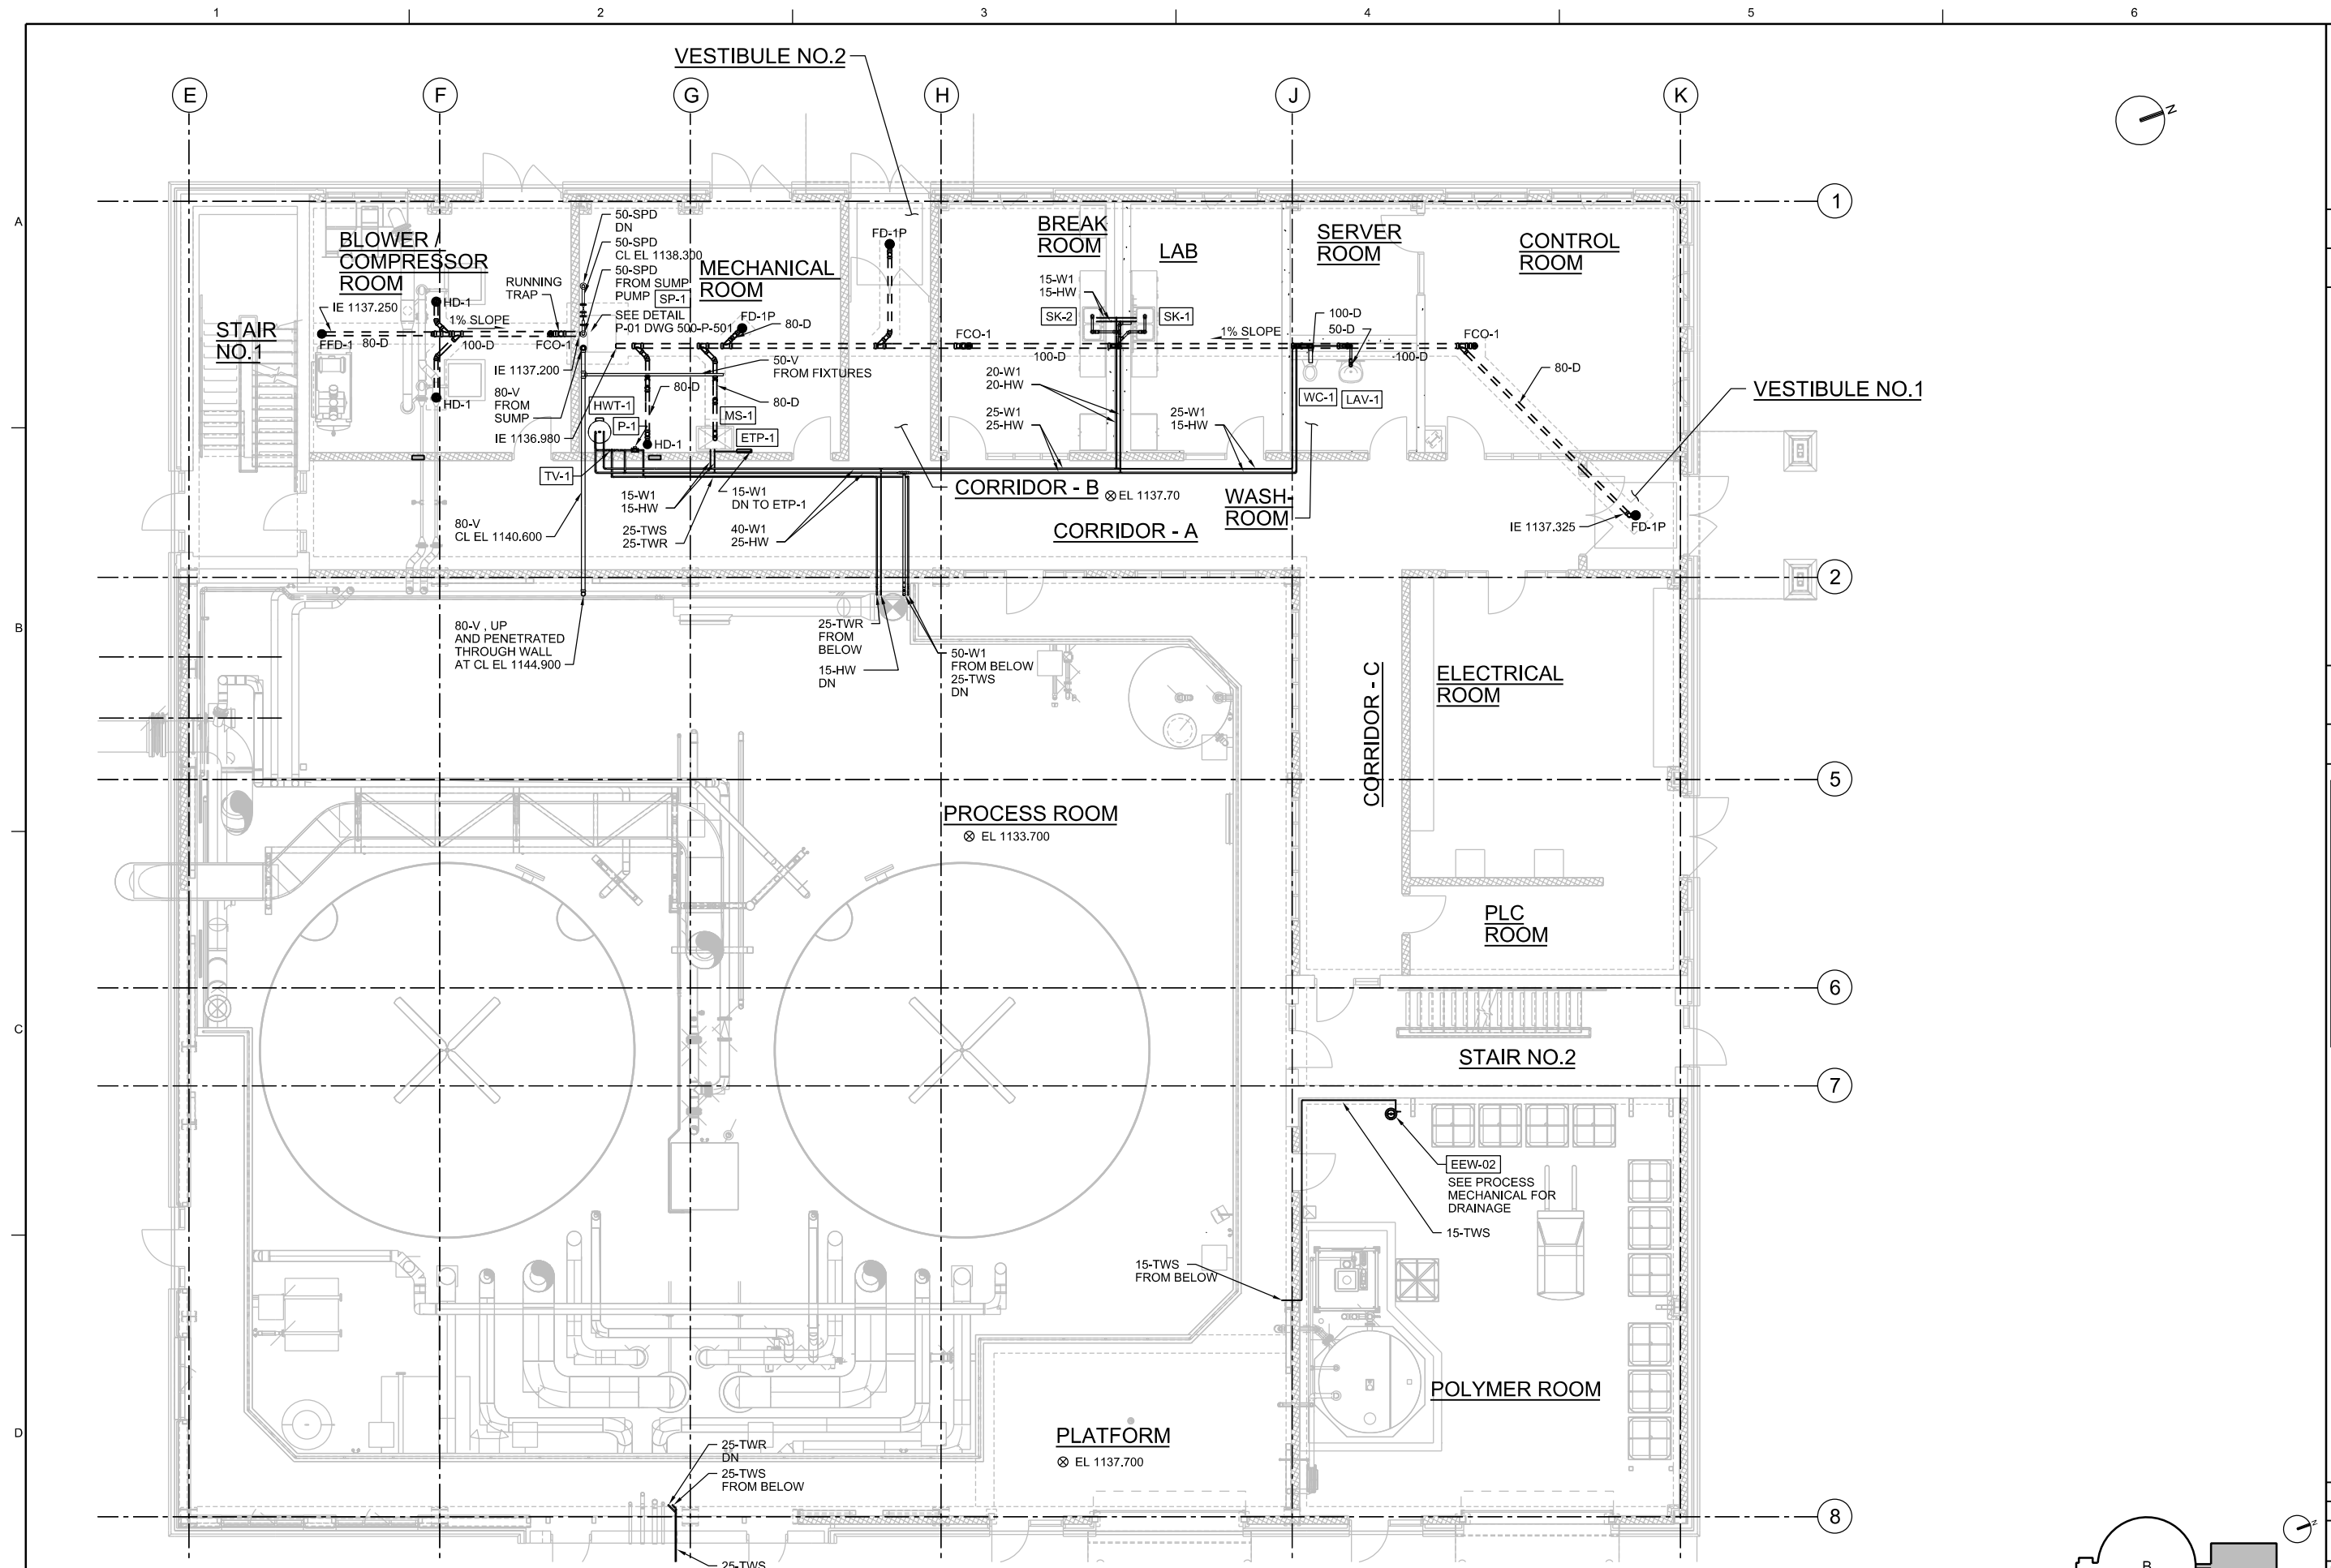 1 2 3 4 5 6
VESTIBULE NO.2
E F G H J K
N
A
1
BLOWER /
COMPRESSOR
ROOM
50-SPD
DN
50-SPD
CL EL 1138.300
50-SPD
FROM SUMP
PUMP
SP-1
SEE DETAIL
P-01 DWG 500-P-501
MECHANICAL
ROOM
FD-1P
BREAK
ROOM
LAB
SERVER
ROOM
CONTROL
ROOM
RUNNING
TRAP
15-W1
15-HW
SK-2
SK-1
IE 1137.250
HD-1
1% SLOPE
STAIR
NO.1
FFD-1
80-D
100-D
FCO-1
FD-1P
80-D
FCO-1
100-D
1% SLOPE
100-D
50-D
100-D
FCO-1
IE 1137.200
50-V
FROM FIXTURES
80-D
80-V
FROM
SUMP
HD-1
HWT-1
80-D
80-D
P-1
MS-1
20-W1
20-HW
25-W1
25-HW
25-W1
15-HW
WC-1
LAV-1
VESTIBULE NO.1
IE 1136.980
HD-1
ETP-1
TV-1
15-W1
15-HW
15-W1
DN TO ETP-1
CORRIDOR - B
EL 1137.70
WASH-
ROOM
80-V
CL EL 1140.600
25-TWS
25-TWR
40-W1
25-HW
CORRIDOR - A
IE 1137.325
FD-1P
2
B
80-V , UP
AND PENETRATED
THROUGH WALL
AT CL EL 1144.900
25-TWR
FROM
BELOW
15-HW
DN
50-W1
FROM BELOW
25-TWS
DN
CORRIDOR - C
ELECTRICAL
ROOM
5
PROCESS ROOM
EL 1133.700
PLC
ROOM
6
C
STAIR NO.2
7
EEW-02
SEE PROCESS
MECHANICAL FOR
DRAINAGE
15-TWS
15-TWS
FROM BELOW
POLYMER ROOM
D
PLATFORM
EL 1137.700
25-TWR
DN
25-TWS
FROM BELOW
8
N
25-TWS
B